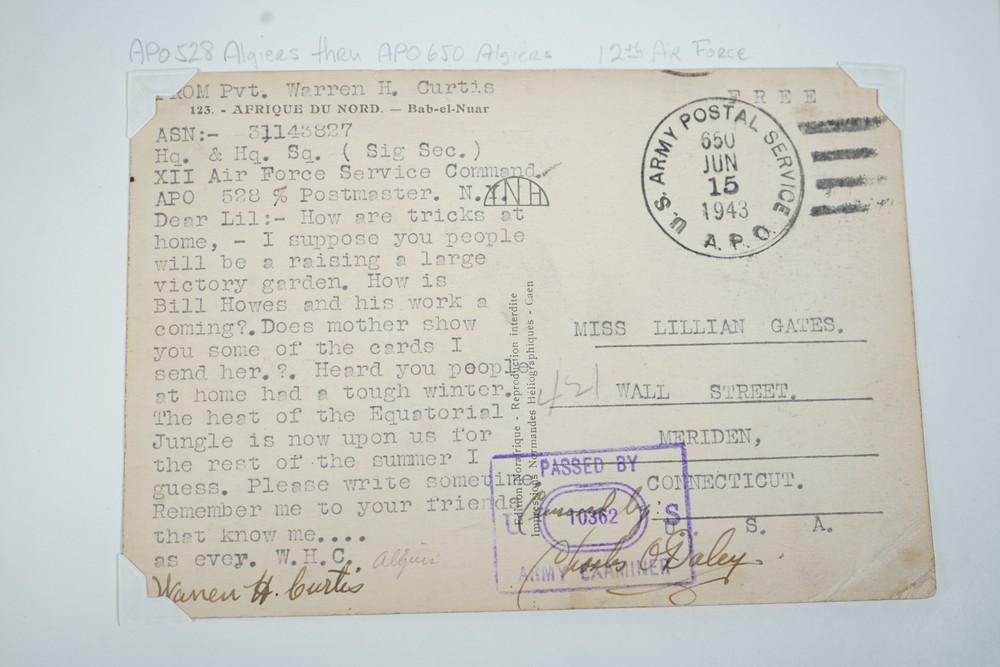 APO 528 Algiers thru APO 650 Algiers 12th Air Force
FROM Pvt. Warren H. Curtis
123. - AFRIQUE DU NORD. — Bab-el-Nuar
ASN:- 31143827
Hq. & Hq. Sq. ( Sig Sec.)
XII Air Force Service Command.
APO 528 % Postmaster. N.Y.
Dear Lil:- How are tricks at
home, - I suppose you people
will be a raising a large
victory garden. How is
Bill Howes and his work a
coming?. Does mother show
you some of the cards I
send her.?. Heard you people
at home had a tough winter.
The heat of the Equatorial
Jungle is now upon us for
the rest of the summer I
guess. Please write sometime.
Remember me to your friends
that know me....
as ever. W.H.C.
Warren H. Curtis
Reproduction interdite
Impressions Normandes Héliographiques - Caen
FREE
U.S. ARMY POSTAL SERVICE
650
JUN
15
1943
A.P.O.
MISS LILLIAN GATES.
421 WALL STREET.
MERIDEN,
CONNECTICUT.
U. S. A.
PASSED BY
U 10362 S
ARMY EXAMINER
Censored by: